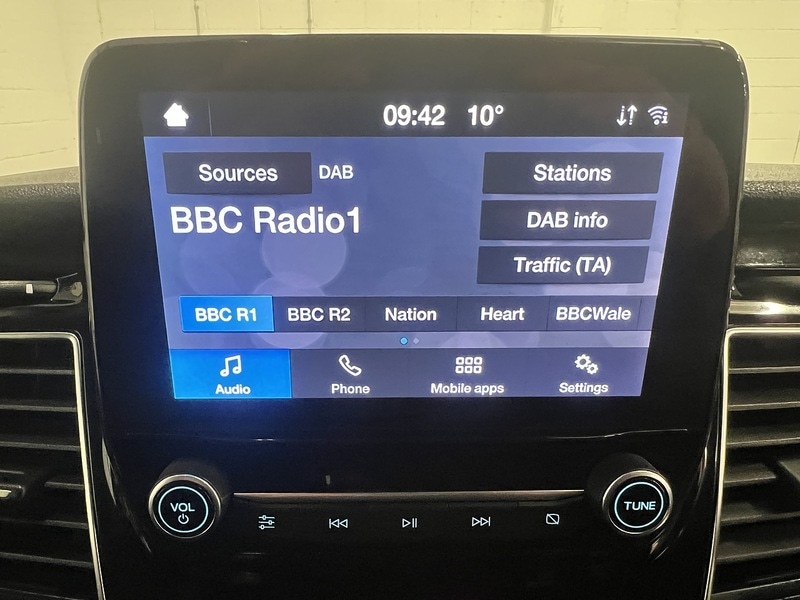 09:42 10°
Sources DAB Stations
BBC Radio1 DAB info
Traffic (TA)
BBC R1 BBC R2 Nation Heart BBCWale
Audio Phone Mobile apps Settings
VOL TUNE